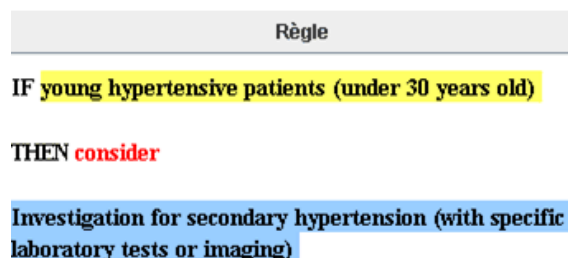 Règle
IF young hypertensive patients (under 30 years old)
THEN consider
Investigation for secondary hypertension (with specific
laboratory tests or imaging)